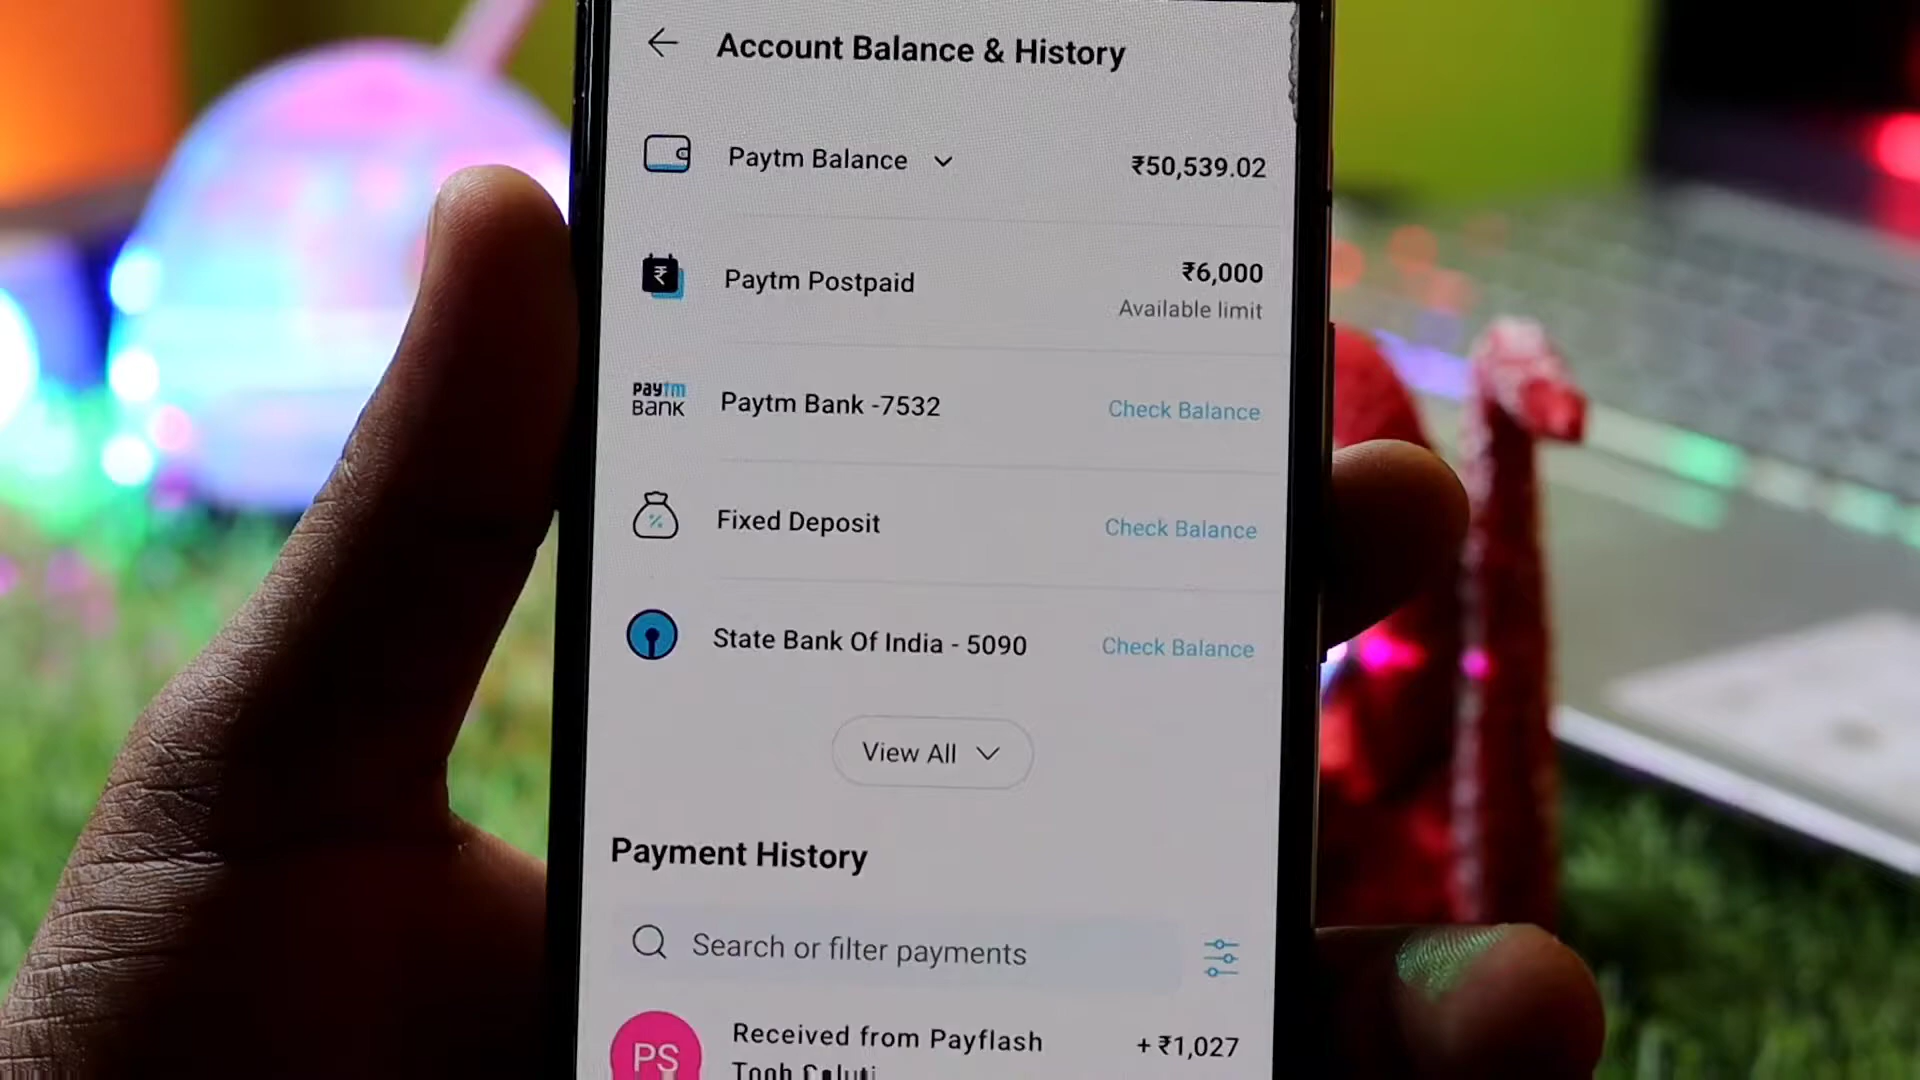 Account Balance & History
Paytm Balance ₹50,539.02
Paytm Postpaid ₹6,000
Available limit
paytm
BANK
Paytm Bank -7532 Check Balance
Fixed Deposit Check Balance
State Bank Of India - 5090 Check Balance
View All
Payment History
Search or filter payments
PS
Received from Payflash + ₹1,027